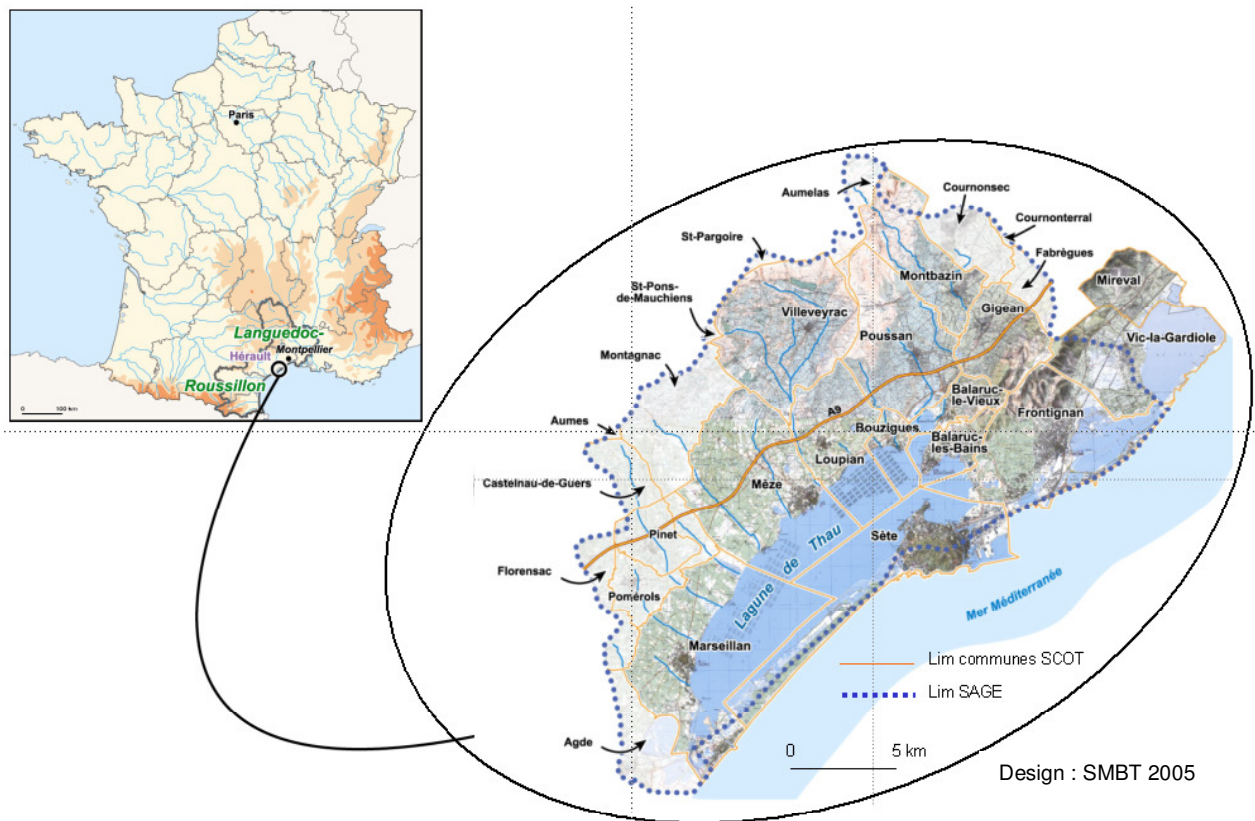 Paris
Languedoc-
Hérault
Montpellier
Roussillon
0 100 km
Aumelas
Cournonsec
Cournonterral
St-Pargoire
Fabrègues
Montbazin
Mireval
St-Pons-
de-Mauchiens
Villeveyrac
Gigean
Poussan
Vic-la-Gardiole
Montagnac
Balaruc-
le-Vieux
Frontignan
A9
Aumes
Bouzigues
Balaruc-
les-Bains
Loupian
Castelnau-de-Guers
Mèze
Pinet
Sète
Florensac
Lagune de Thau
Pomérols
Mer Méditerranée
Marseillan
Lim communes SCOT
Lim SAGE
Agde
0 5 km
Design : SMBT 2005